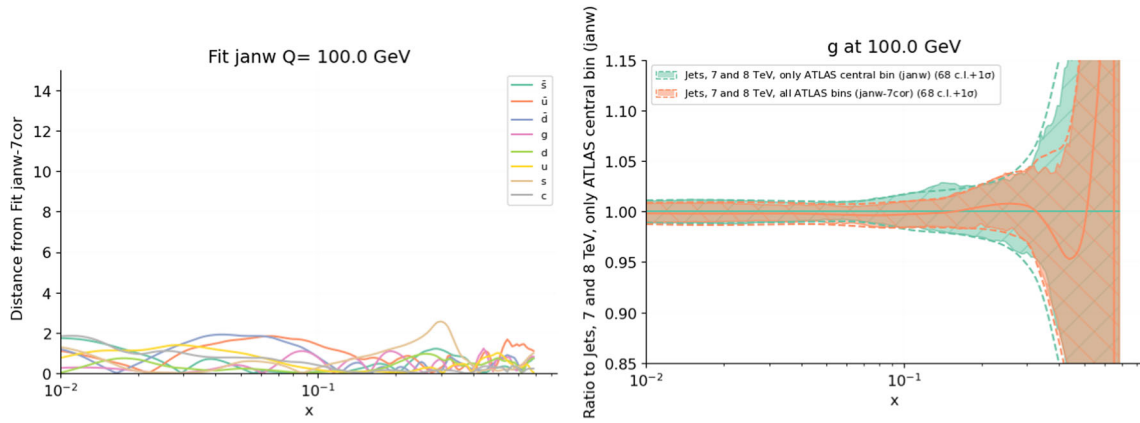 Fit janw Q= 100.0 GeV
Distance from Fit janw-7cor
14
12
10
8
6
4
2
0
10⁻²
10⁻¹
x
s̄
ū
d̄
g
d
u
s
c
g at 100.0 GeV
Ratio to Jets, 7 and 8 TeV, only ATLAS central bin (janw)
1.15
1.10
1.05
1.00
0.95
0.90
0.85
10⁻²
10⁻¹
x
Jets, 7 and 8 TeV, only ATLAS central bin (janw) (68 c.l.+1σ)
Jets, 7 and 8 TeV, all ATLAS bins (janw-7cor) (68 c.l.+1σ)